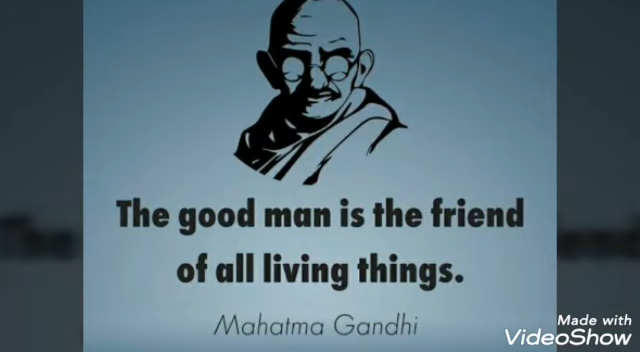 The good man is the friend
of all living things.
Mahatma Gandhi
Made with
VideoShow